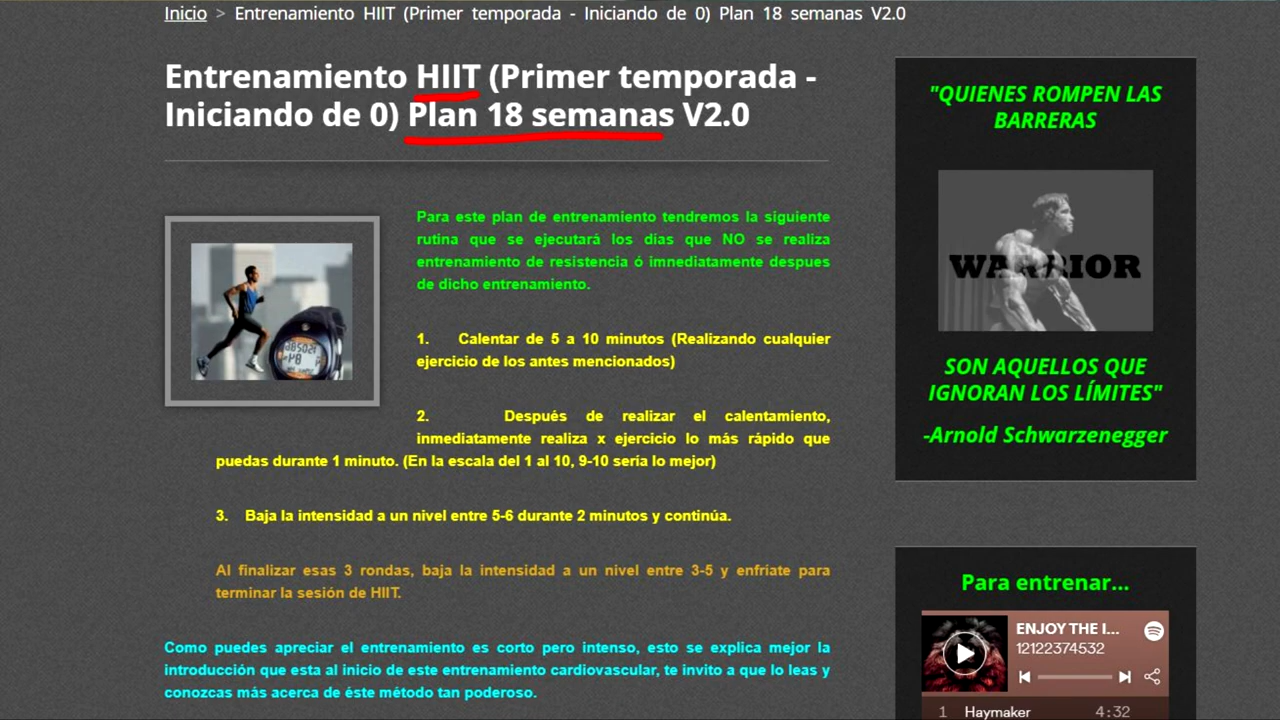 Inicio > Entrenamiento HIIT (Primer temporada - Iniciando de 0) Plan 18 semanas V2.0
Entrenamiento HIIT (Primer temporada -
Iniciando de 0) Plan 18 semanas V2.0
Para este plan de entrenamiento tendremos la siguiente
rutina que se ejecutará los días que NO se realiza
entrenamiento de resistencia ó imnediatamente despues
de dicho entrenamiento.
1. Calentar de 5 a 10 minutos (Realizando cualquier
ejercicio de los antes mencionados)
2. Después de realizar el calentamiento,
inmediatamente realiza x ejercicio lo más rápido que
puedas durante 1 minuto. (En la escala del 1 al 10, 9-10 sería lo mejor)
3. Baja la intensidad a un nivel entre 5-6 durante 2 minutos y continúa.
Al finalizar esas 3 rondas, baja la intensidad a un nivel entre 3-5 y enfríate para
terminar la sesión de HIIT.
Como puedes apreciar el entrenamiento es corto pero intenso, esto se explica mejor la
introducción que esta al inicio de este entrenamiento cardiovascular, te invito a que lo leas y
conozcas más acerca de éste método tan poderoso.
"QUIENES ROMPEN LAS
BARRERAS
WARRIOR
SON AQUELLOS QUE
IGNORAN LOS LÍMITES"
-Arnold Schwarzenegger
Para entrenar...
ENJOY THE I...
12122374532
1 Haymaker 4:32